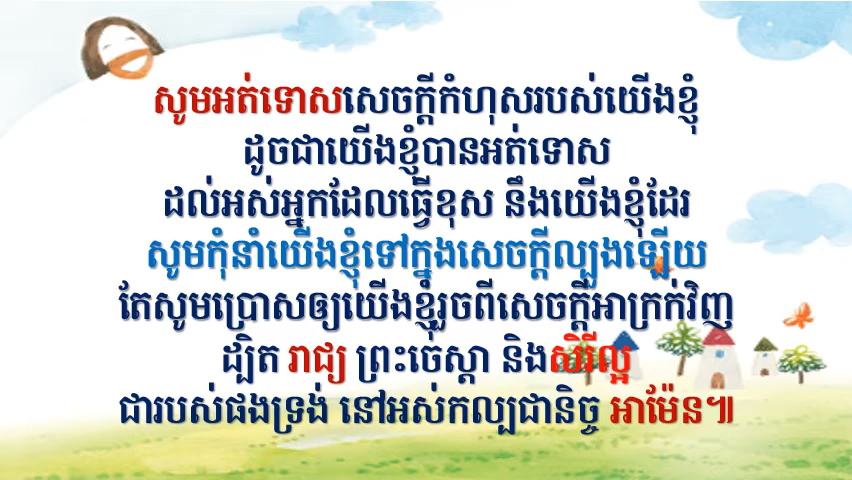 សូមអត់ទោសសេចក្ដីកំហុសរបស់យើងខ្ញុំ
ដូចជាយើងខ្ញុំបានអត់ទោស
ដល់អស់អ្នកដែលធ្វើខុស នឹងយើងខ្ញុំដែរ
សូមកុំនាំយើងខ្ញុំទៅក្នុងសេចក្ដីល្បួងឡើយ
តែសូមប្រោសឲ្យយើងខ្ញុំរួចពីសេចក្ដីអាក្រក់វិញ
ដ្បិត រាជ្យ ព្រះចេស្ដា និងសិរីល្អ
ជារបស់ផងទ្រង់ នៅអស់កល្បជានិច្ច អាម៉ែន៕